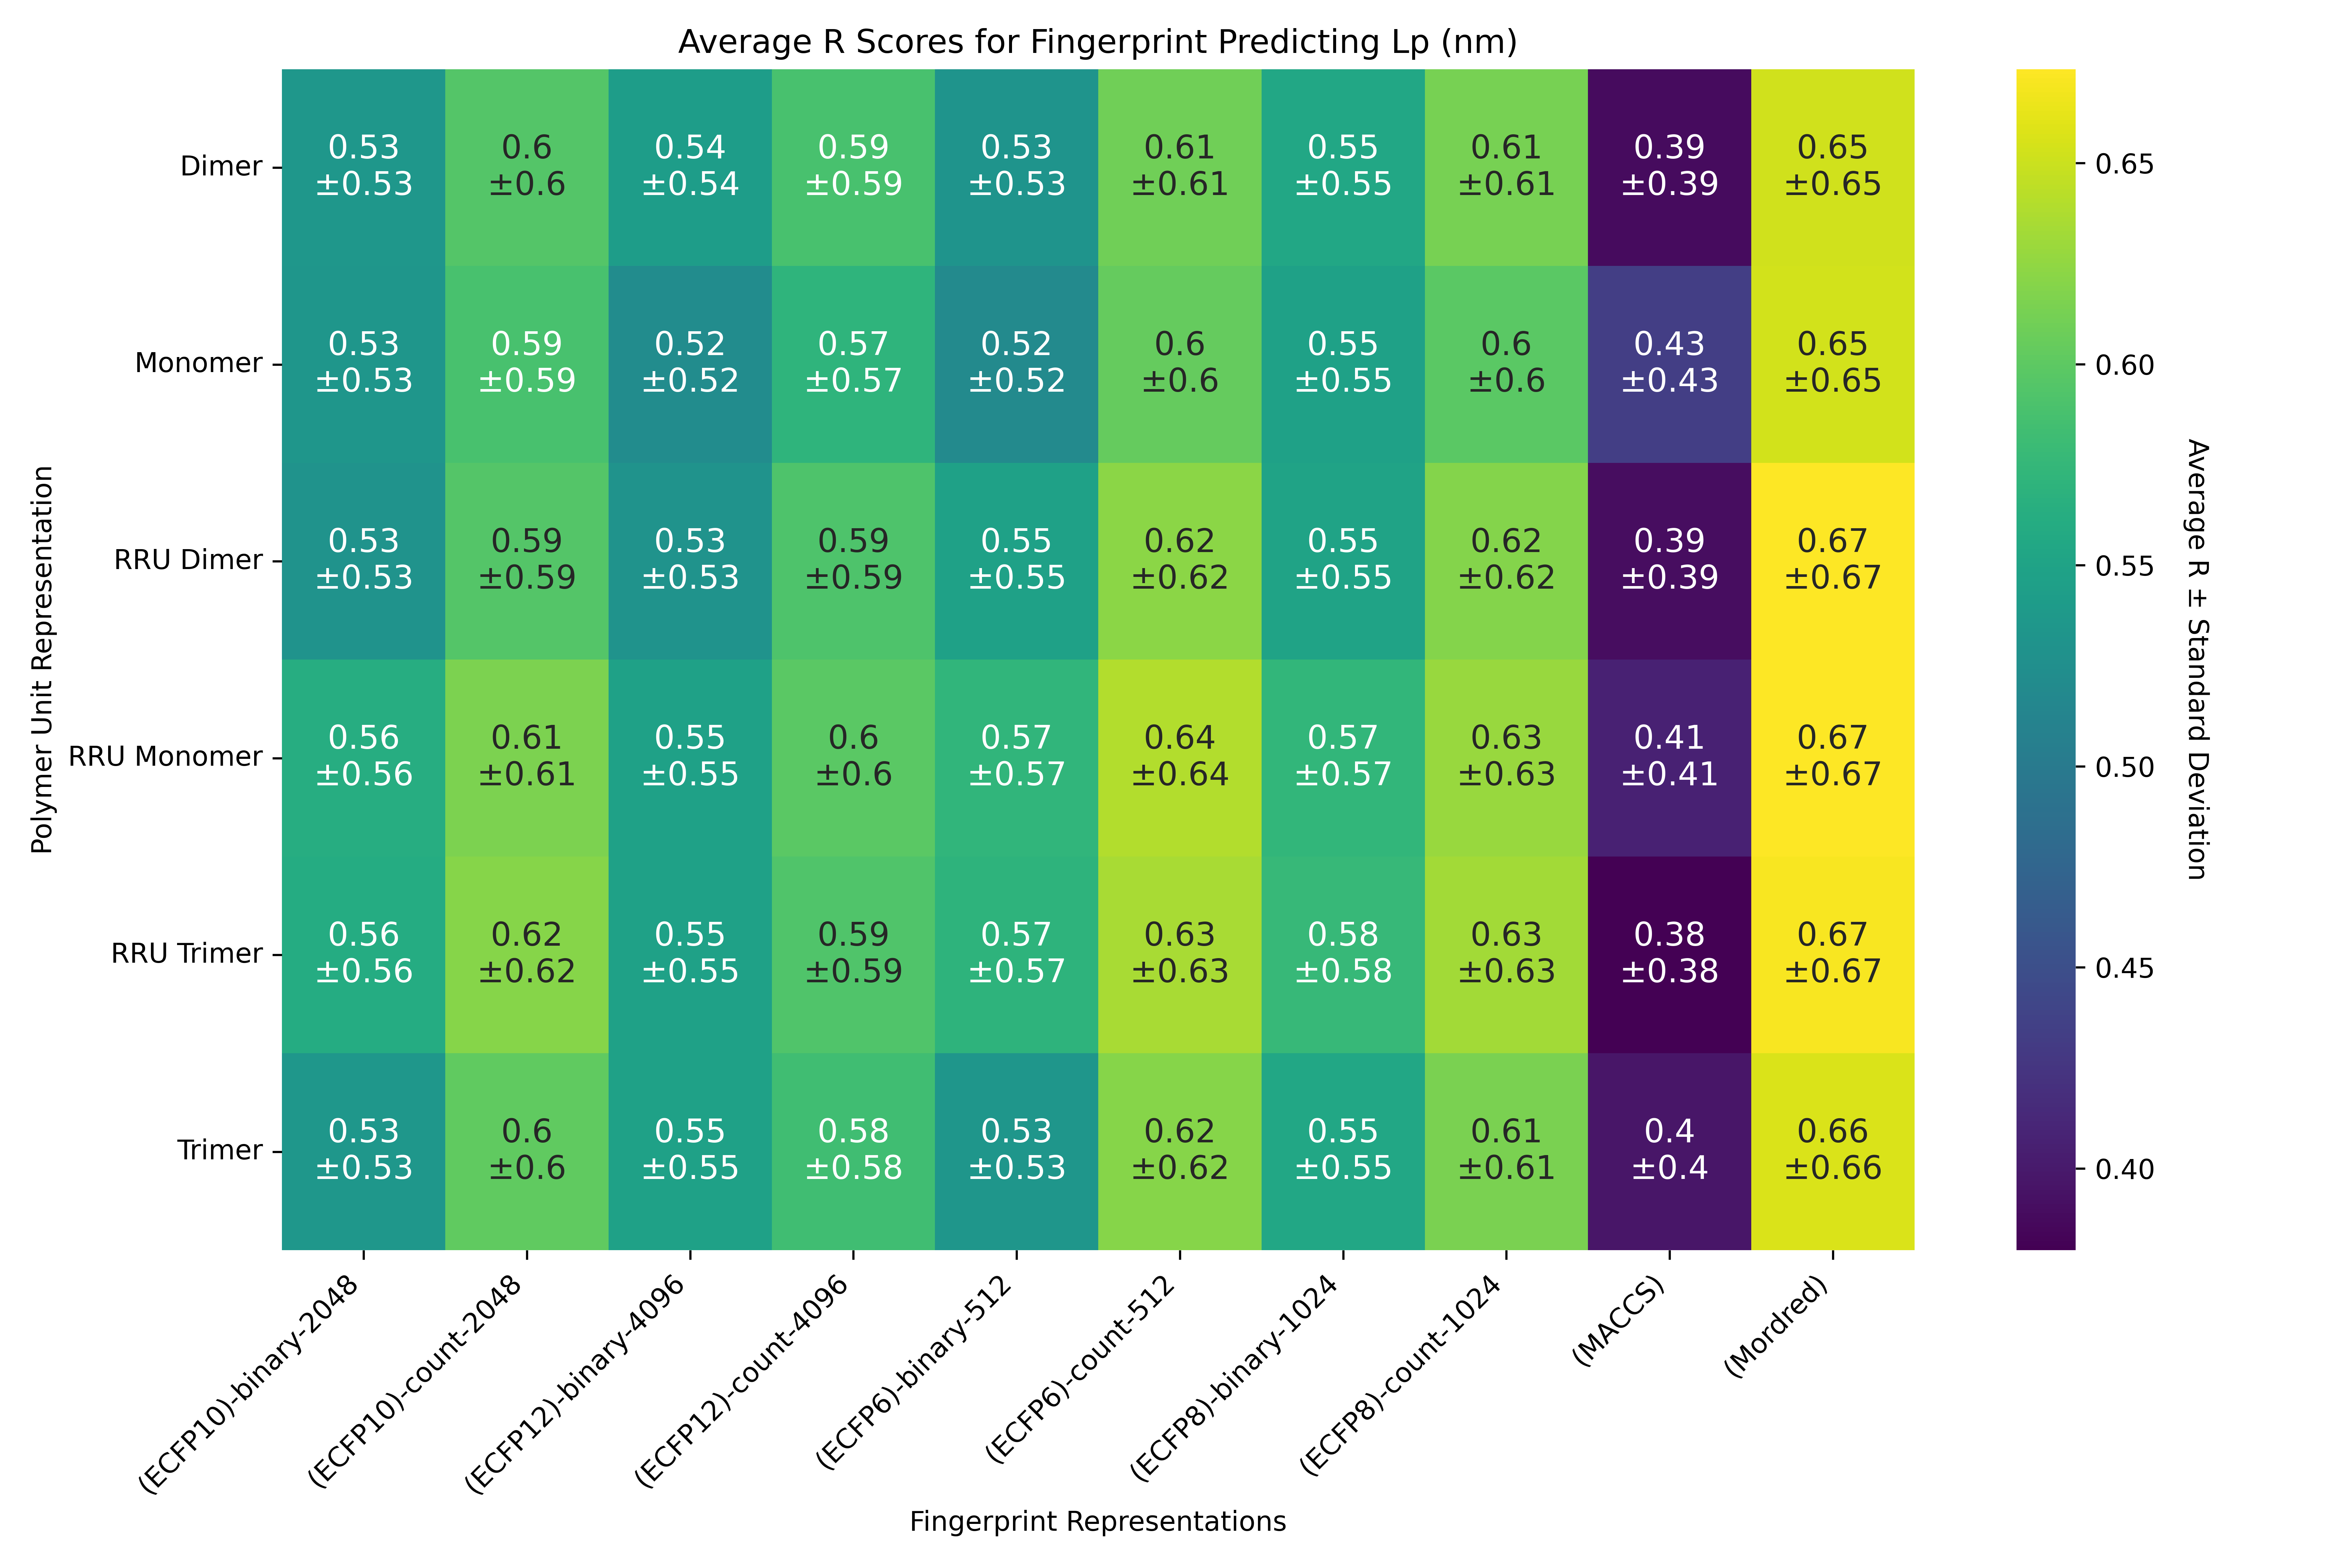 Average R Scores for Fingerprint Predicting Lp (nm)
Polymer Unit Representation
Dimer
0.53 0.6 0.54 0.59 0.53 0.61 0.55 0.61 0.39 0.65
±0.53 ±0.6 ±0.54 ±0.59 ±0.53 ±0.61 ±0.55 ±0.61 ±0.39 ±0.65
Monomer
0.53 0.59 0.52 0.57 0.52 0.6 0.55 0.6 0.43 0.65
±0.53 ±0.59 ±0.52 ±0.57 ±0.52 ±0.6 ±0.55 ±0.6 ±0.43 ±0.65
RRU Dimer
0.53 0.59 0.53 0.59 0.55 0.62 0.55 0.62 0.39 0.67
±0.53 ±0.59 ±0.53 ±0.59 ±0.55 ±0.62 ±0.55 ±0.62 ±0.39 ±0.67
RRU Monomer
0.56 0.61 0.55 0.6 0.57 0.64 0.57 0.63 0.41 0.67
±0.56 ±0.61 ±0.55 ±0.6 ±0.57 ±0.64 ±0.57 ±0.63 ±0.41 ±0.67
RRU Trimer
0.56 0.62 0.55 0.59 0.57 0.63 0.58 0.63 0.38 0.67
±0.56 ±0.62 ±0.55 ±0.59 ±0.57 ±0.63 ±0.58 ±0.63 ±0.38 ±0.67
Trimer
0.53 0.6 0.55 0.58 0.53 0.62 0.55 0.61 0.4 0.66
±0.53 ±0.6 ±0.55 ±0.58 ±0.53 ±0.62 ±0.55 ±0.61 ±0.4 ±0.66
(ECFP10)-binary-2048
(ECFP10)-count-2048
(ECFP12)-binary-4096
(ECFP12)-count-4096
(ECFP6)-binary-512
(ECFP6)-count-512
(ECFP8)-binary-1024
(ECFP8)-count-1024
(MACCS)
(Mordred)
Fingerprint Representations
0.65
0.60
0.55
0.50
0.45
0.40
Average R ± Standard Deviation